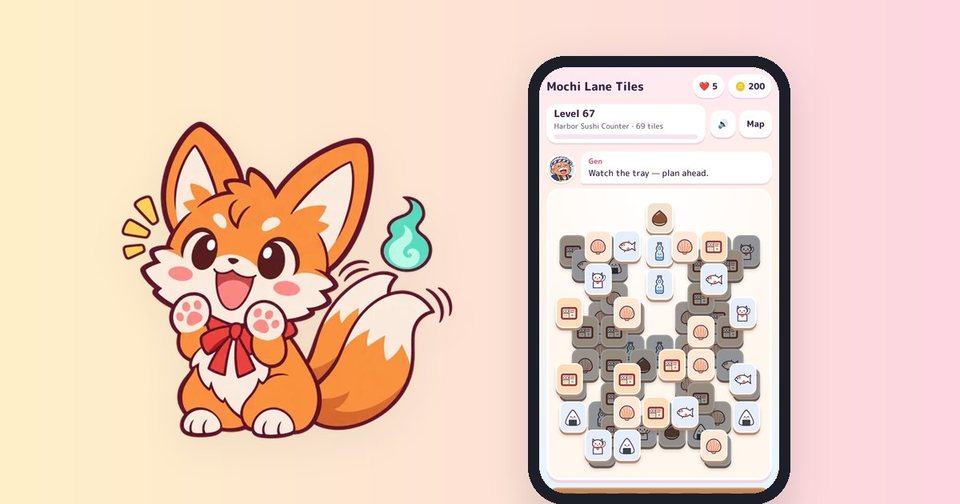 Mochi Lane Tiles
❤️ 5
🪙 200
Level 67
Harbor Sushi Counter · 69 tiles
Map
Gen
Watch the tray — plan ahead.